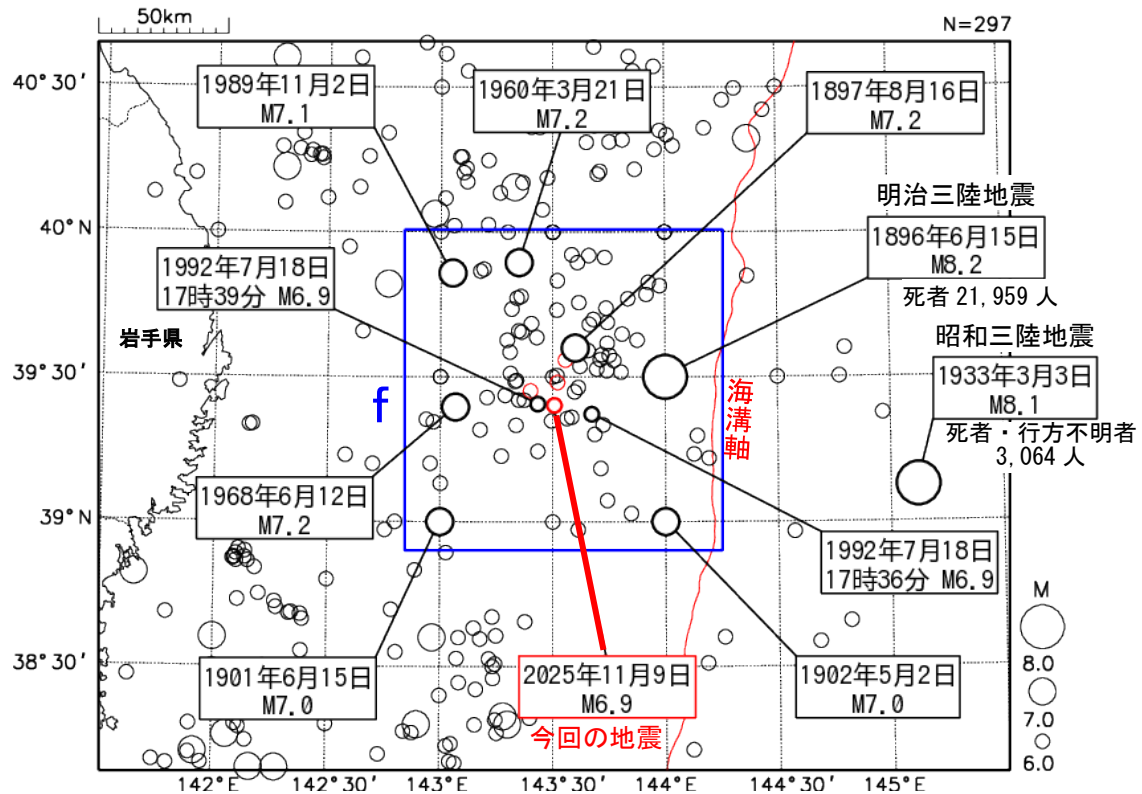 50km
N=297
40°30′
40°N
39°30′
39°N
38°30′
142°E
142°30′
143°E
143°30′
144°E
144°30′
145°E
1989年11月2日
M7.1
1960年3月21日
M7.2
1897年8月16日
M7.2
明治三陸地震
1896年6月15日
M8.2
死者 21,959 人
1992年7月18日
17時39分 M6.9
岩手県
昭和三陸地震
1933年3月3日
M8.1
死者・行方不明者
3,064 人
f
海溝軸
1968年6月12日
M7.2
1992年7月18日
17時36分 M6.9
1901年6月15日
M7.0
2025年11月9日
M6.9
今回の地震
1902年5月2日
M7.0
M
8.0
7.0
6.0